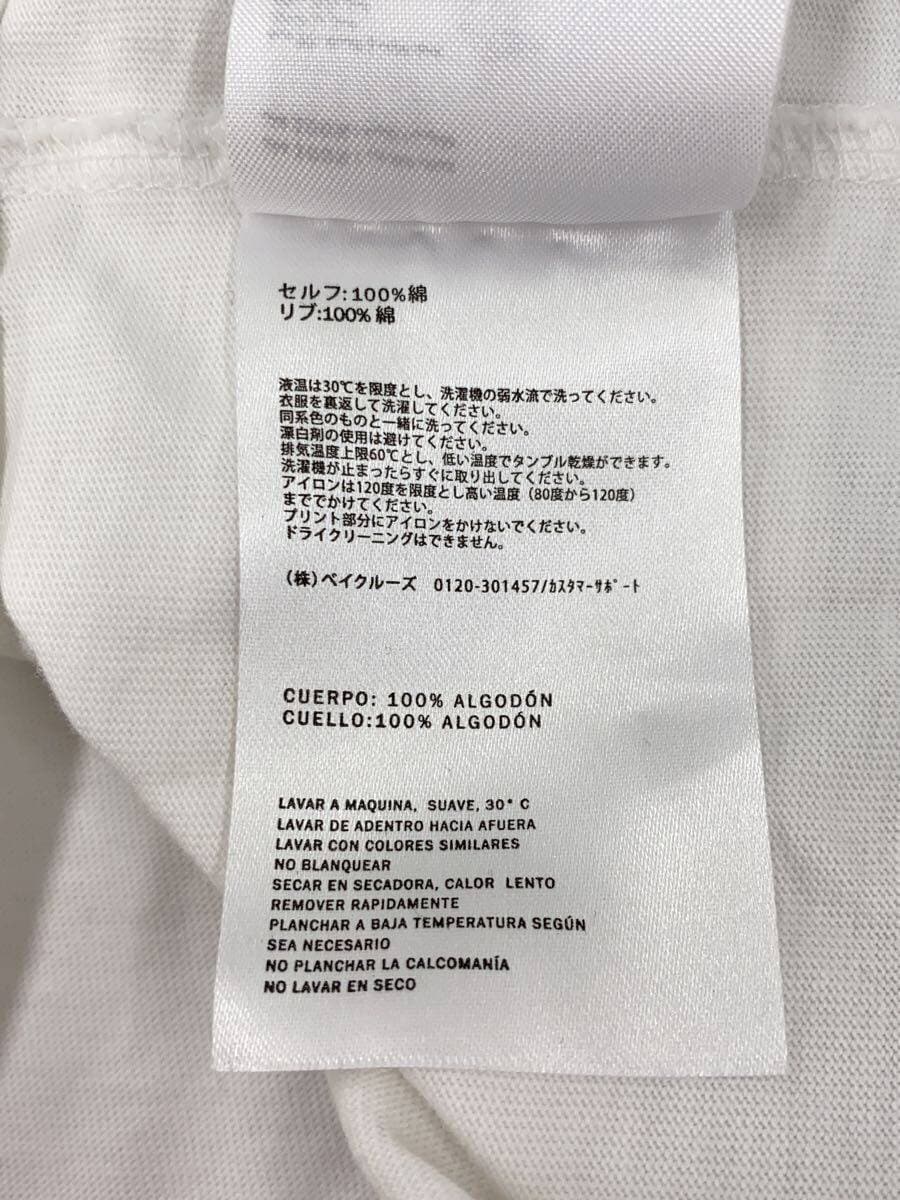 セルフ:100%綿
リブ:100%綿
液温は30℃を限度とし、洗濯機の弱水流で洗ってください。
衣服を裏返して洗濯してください。
同系色のものと一緒に洗ってください。
漂白剤の使用は避けてください。
排気温度上限60℃とし、低い温度でタンブル乾燥ができます。
洗濯機が止まったらすぐに取り出してください。
アイロンは120度を限度とし高い温度（80度から120度）
まででかけてください。
プリント部分にアイロンをかけないでください。
ドライクリーニングはできません。
（株）ベイクルーズ 0120-301457/ｶｽﾀﾏｰｻﾎﾟｰﾄ
CUERPO: 100% ALGODÓN
CUELLO:100% ALGODÓN
LAVAR A MAQUINA, SUAVE, 30° C
LAVAR DE ADENTRO HACIA AFUERA
LAVAR CON COLORES SIMILARES
NO BLANQUEAR
SECAR EN SECADORA, CALOR LENTO
REMOVER RAPIDAMENTE
PLANCHAR A BAJA TEMPERATURA SEGÚN
SEA NECESARIO
NO PLANCHAR LA CALCOMANÍA
NO LAVAR EN SECO